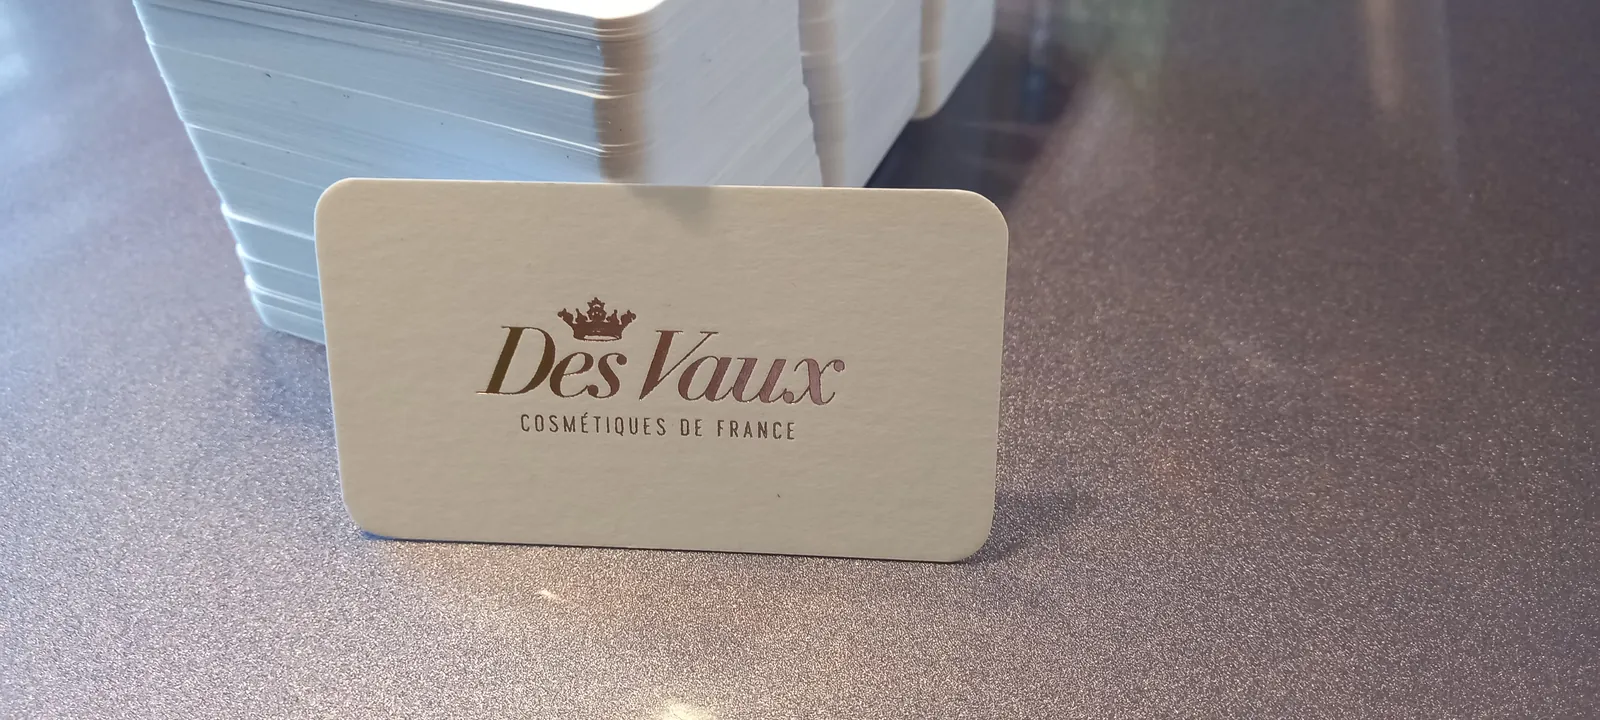 Des Vaux
COSMÉTIQUES DE FRANCE